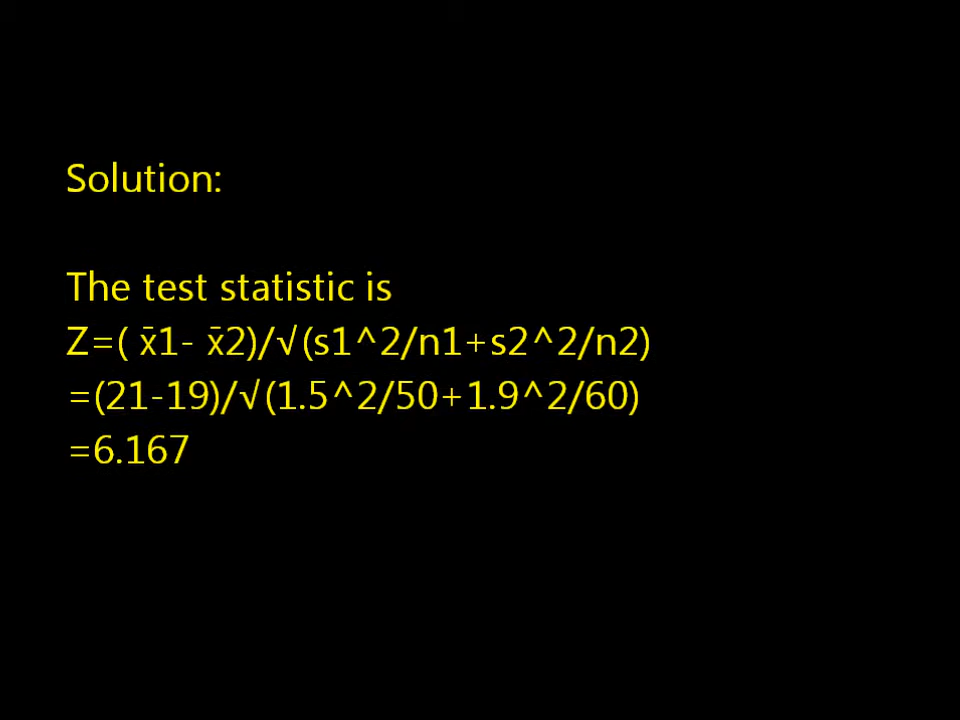 Solution:
The test statistic is
Z=( x̄1- x̄2)/√(s1^2/n1+s2^2/n2)
=(21-19)/√(1.5^2/50+1.9^2/60)
=6.167